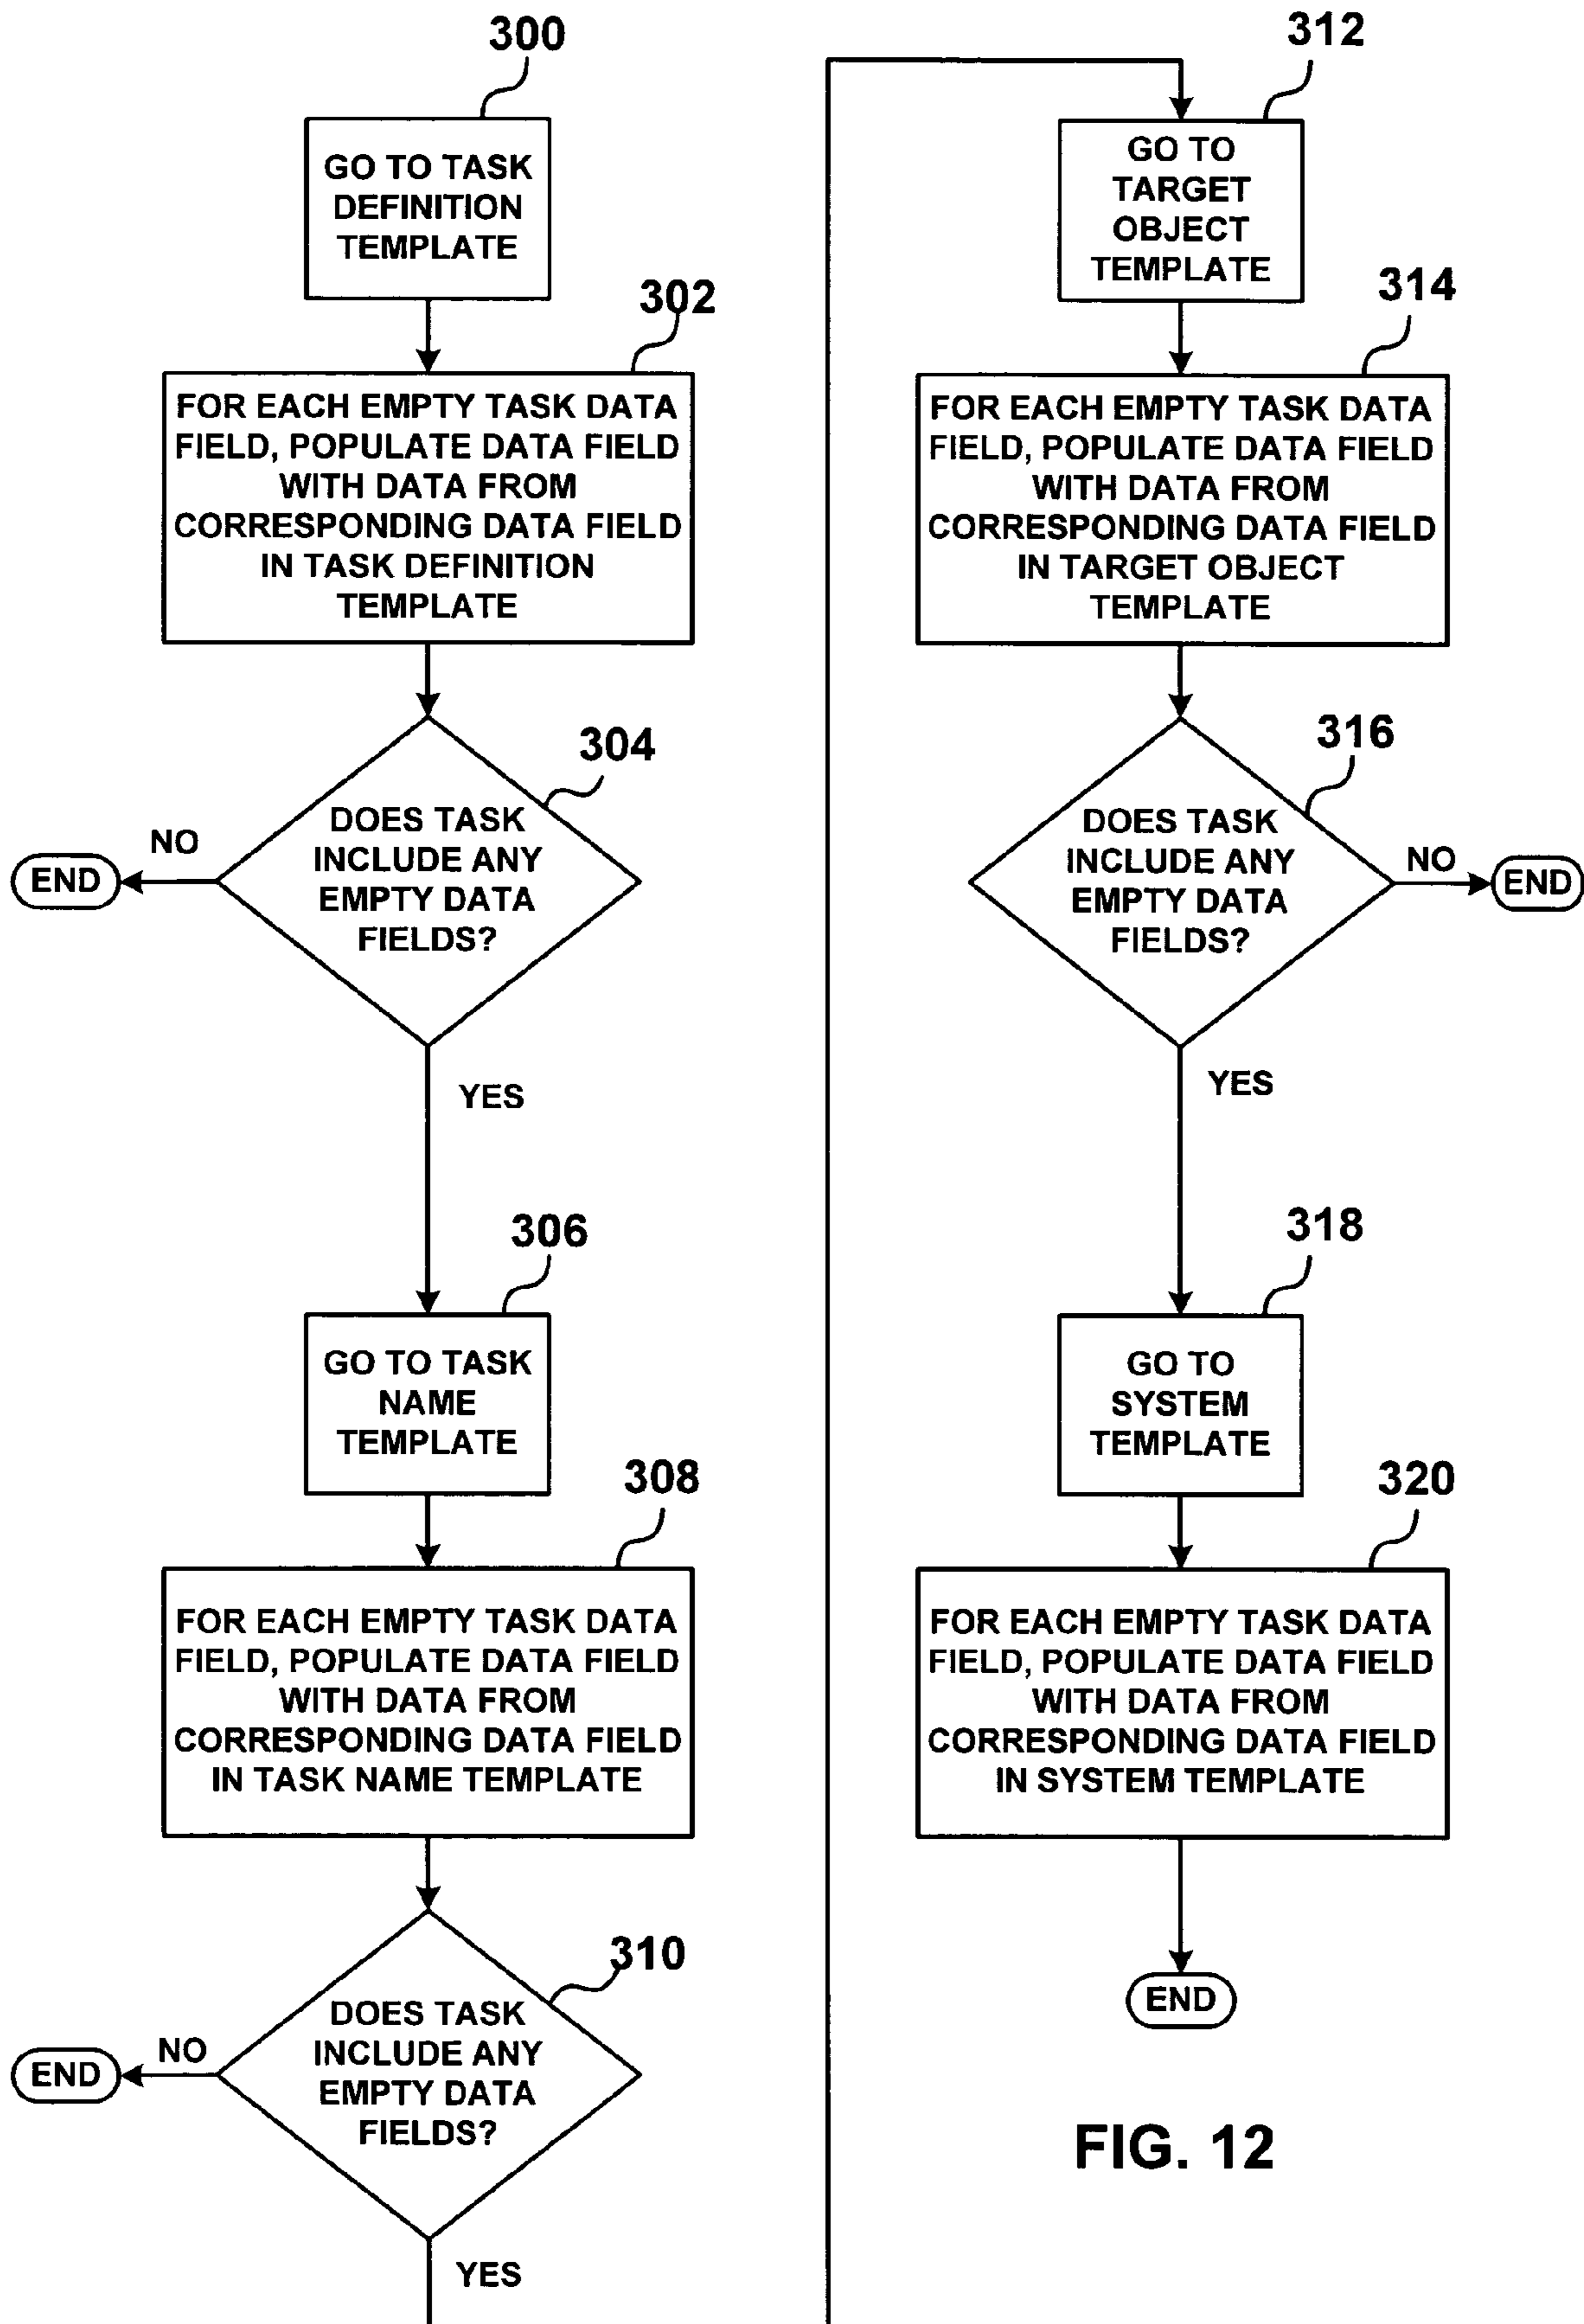 300
GO TO TASK
DEFINITION
TEMPLATE
302
FOR EACH EMPTY TASK DATA
FIELD, POPULATE DATA FIELD
WITH DATA FROM
CORRESPONDING DATA FIELD
IN TASK DEFINITION
TEMPLATE
304
DOES TASK
INCLUDE ANY
EMPTY DATA
FIELDS?
NO
END
YES
306
GO TO TASK
NAME
TEMPLATE
308
FOR EACH EMPTY TASK DATA
FIELD, POPULATE DATA FIELD
WITH DATA FROM
CORRESPONDING DATA FIELD
IN TASK NAME TEMPLATE
310
DOES TASK
INCLUDE ANY
EMPTY DATA
FIELDS?
NO
END
YES
312
GO TO
TARGET
OBJECT
TEMPLATE
314
FOR EACH EMPTY TASK DATA
FIELD, POPULATE DATA FIELD
WITH DATA FROM
CORRESPONDING DATA FIELD
IN TARGET OBJECT
TEMPLATE
316
DOES TASK
INCLUDE ANY
EMPTY DATA
FIELDS?
NO
END
YES
318
GO TO
SYSTEM
TEMPLATE
320
FOR EACH EMPTY TASK DATA
FIELD, POPULATE DATA FIELD
WITH DATA FROM
CORRESPONDING DATA FIELD
IN SYSTEM TEMPLATE
END
FIG. 12